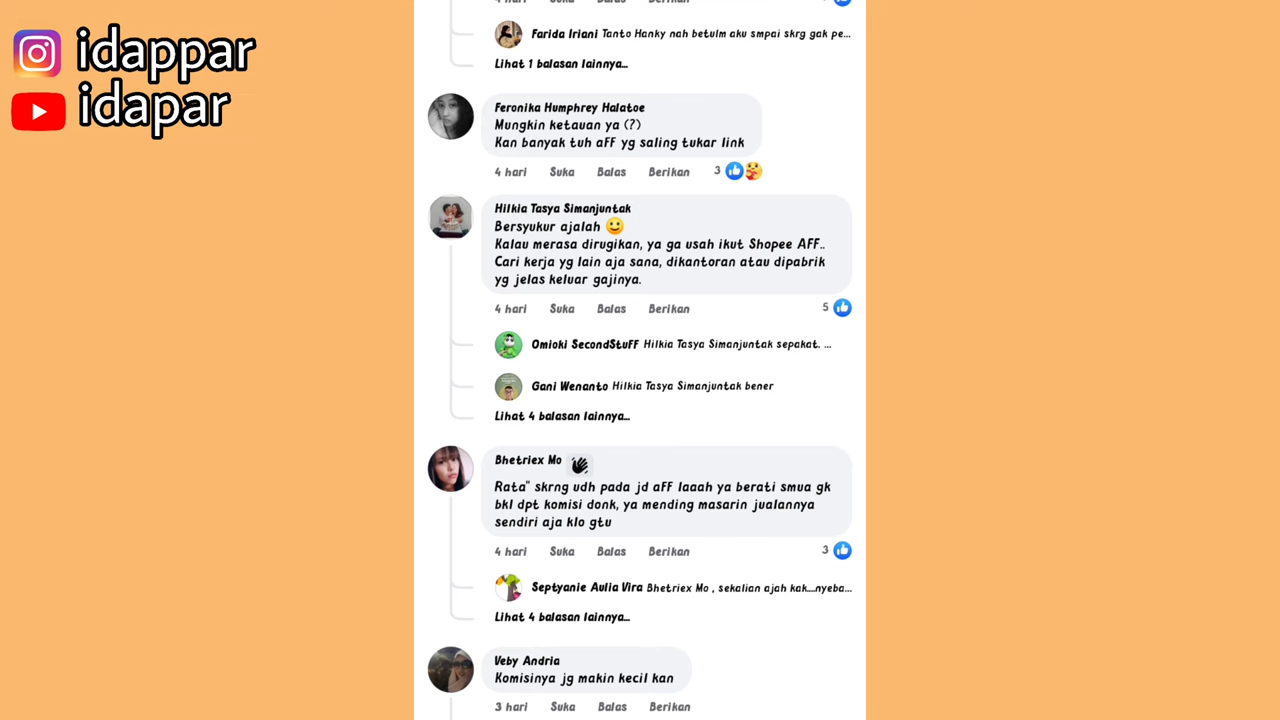 idappar
idapar
Suka
Balas
Berikan
Farida Iriani Tanto Hanky nah betulm aku smpai skrg gak pe...
Lihat 1 balasan lainnya...
Feronika Humphrey Halatoe
Mungkin ketauan ya (?)
Kan banyak tuh aFF yg saling tukar link
4 hari Suka Balas Berikan 3
Hilkia Tasya Simanjuntak
Bersyukur ajalah 🙂
Kalau merasa dirugikan, ya ga usah ikut Shopee AFF..
Cari kerja yg lain aja sana, dikantoran atau dipabrik
yg jelas keluar gajinya.
4 hari Suka Balas Berikan 5
Omioki SecondStuFF Hilkia Tasya Simanjuntak sepakat. ...
Gani Wenanto Hilkia Tasya Simanjuntak bener
Lihat 4 balasan lainnya...
Bhetriex Mo
Rata" skrng udh pada jd aFF laaah ya berati smua gk
bkl dpt komisi donk, ya mending masarin jualannya
sendiri aja klo gtu
4 hari Suka Balas Berikan 3
Septyanie Aulia Vira Bhetriex Mo , sekalian ajah kak....nyeba...
Lihat 4 balasan lainnya...
Veby Andria
Komisinya jg makin kecil kan
3 hari Suka Balas Berikan